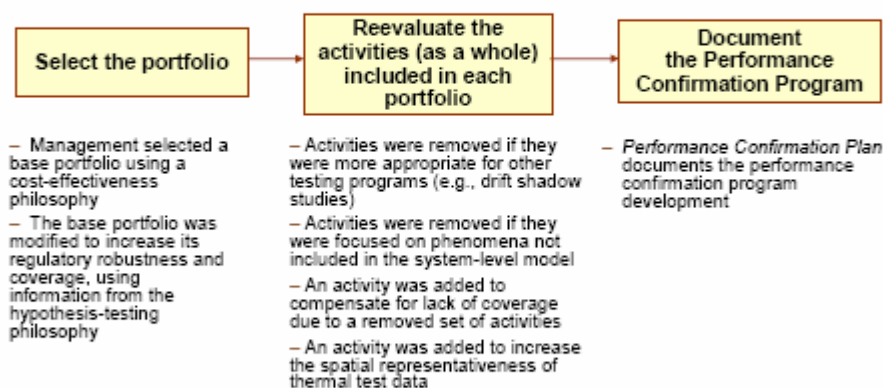 Select the portfolio
Reevaluate the
activities (as a whole)
included in each
portfolio
Document
the Performance
Confirmation Program
– Management selected a
base portfolio using a
cost-effectiveness
philosophy
– The base portfolio was
modified to increase its
regulatory robustness and
coverage, using
information from the
hypothesis-testing
philosophy
– Activities were removed if they
were more appropriate for other
testing programs (e.g., drift shadow
studies)
– Activities were removed if they
were focused on phenomena not
included in the system-level model
– An activity was added to
compensate for lack of coverage
due to a removed set of activities
– An activity was added to increase
the spatial representativeness of
thermal test data
– Performance Confirmation Plan
documents the performance
confirmation program
development